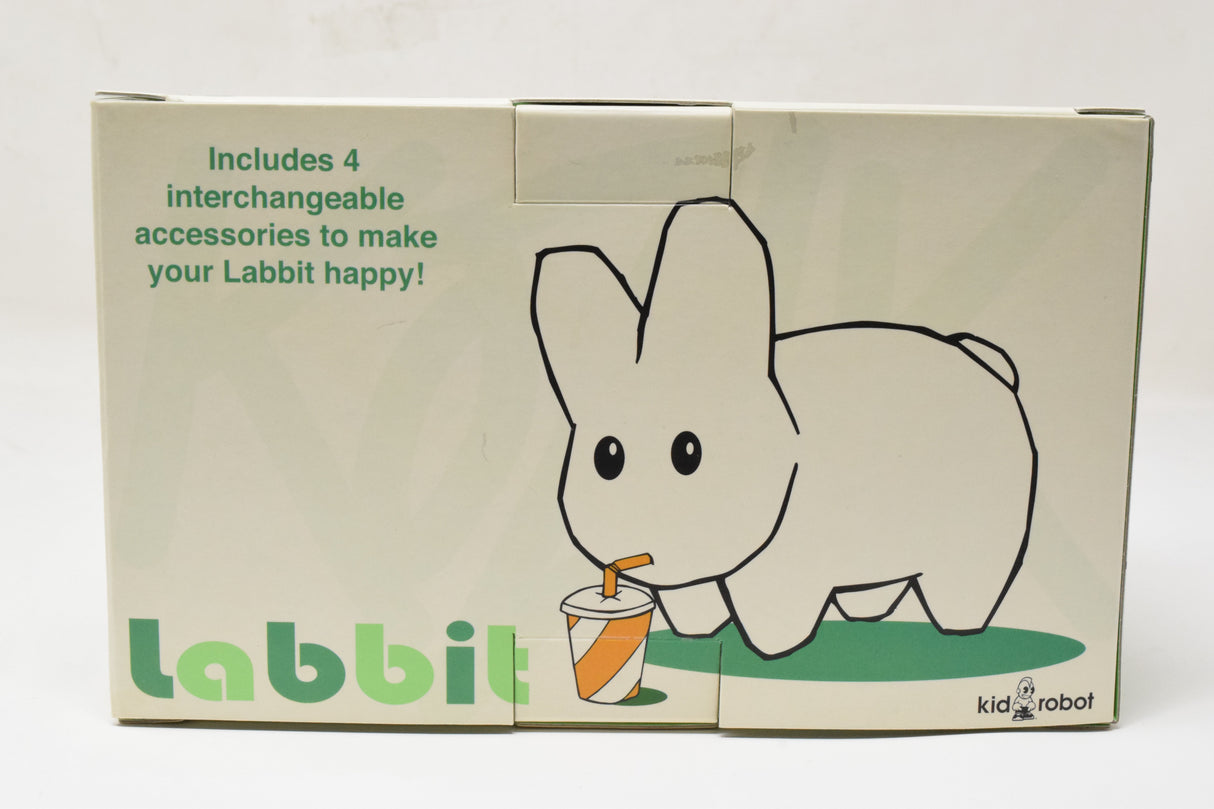 Includes 4
interchangeable
accessories to make
your Labbit happy!
Labbit
kidrobot